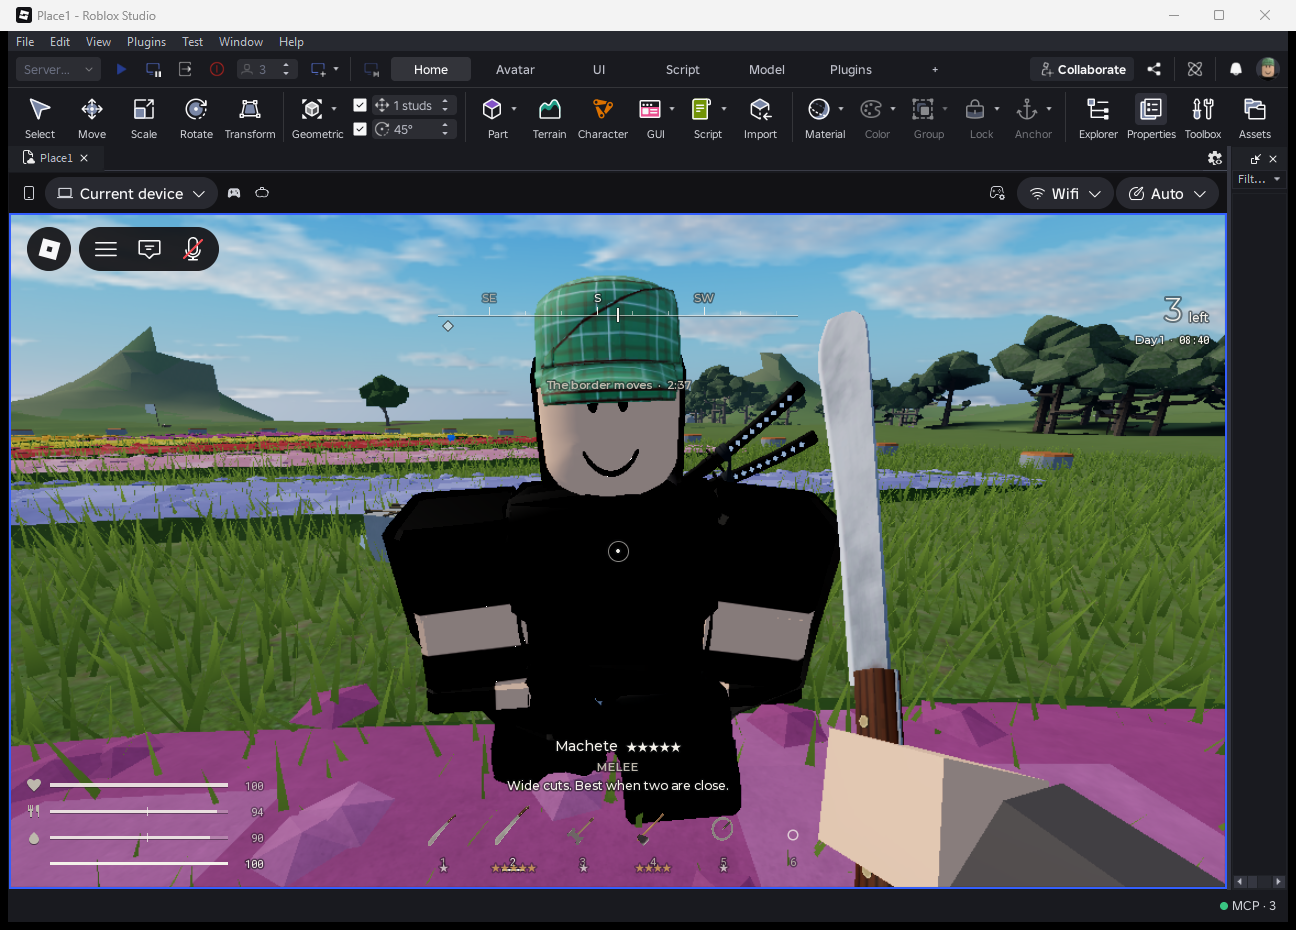 Place1 - Roblox Studio
File Edit View Plugins Test Window Help
Server... 3 Home Avatar UI Script Model Plugins + Collaborate
1 studs
45°
Select Move Scale Rotate Transform Geometric Part Terrain Character GUI Script Import Material Color Group Lock Anchor Explorer Properties Toolbox Assets
Place1
Filt...
Current device Wifi Auto
SE S SW
3 left
Day 1 · 08:40
The border moves · 2:37
Machete ★★★★★
MELEE
Wide cuts. Best when two are close.
100
94
90
100
1 2 3 4 5 6
★ ★★★★★ ★ ★★★★ ★
MCP · 3